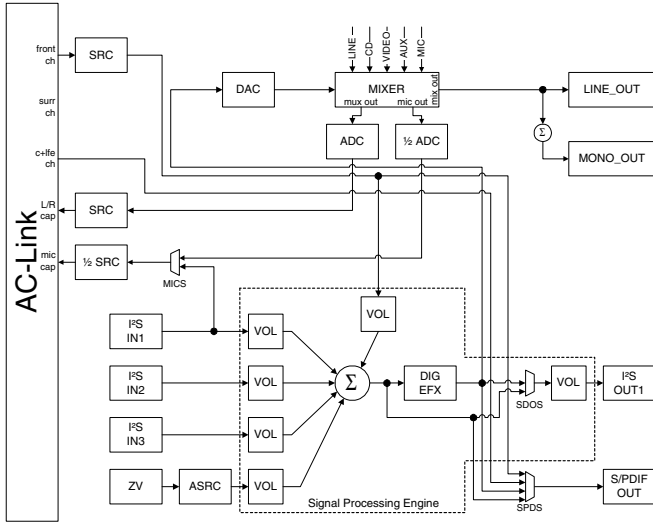 LINE
CD
VIDEO
AUX
MIC
front
ch
SRC
DAC
MIXER
mux out
mic out
mix out
LINE_OUT
surr
ch
Σ
ADC
½ ADC
MONO_OUT
c+lfe
ch
AC-Link
L/R
cap
SRC
mic
cap
½ SRC
MICS
I²S
IN1
VOL
VOL
I²S
IN2
VOL
Σ
DIG
EFX
SDOS
VOL
I²S
OUT1
I²S
IN3
VOL
ZV
ASRC
VOL
Signal Processing Engine
SPDS
S/PDIF
OUT